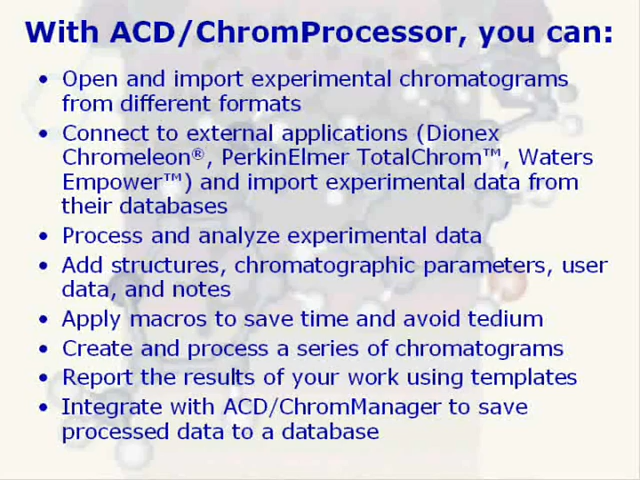 With ACD/ChromProcessor, you can:
• Open and import experimental chromatograms
from different formats
• Connect to external applications (Dionex
Chromeleon®, PerkinElmer TotalChrom™, Waters
Empower™) and import experimental data from
their databases
• Process and analyze experimental data
• Add structures, chromatographic parameters, user
data, and notes
• Apply macros to save time and avoid tedium
• Create and process a series of chromatograms
• Report the results of your work using templates
• Integrate with ACD/ChromManager to save
processed data to a database